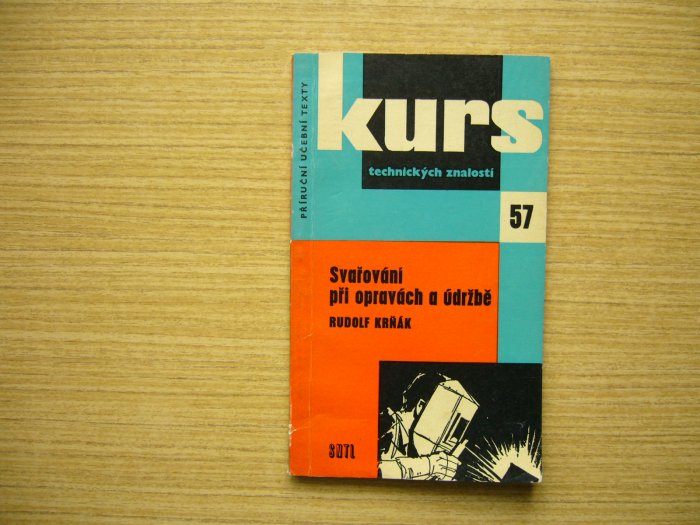 PŘÍRUČNÍ UČEBNÍ TEXTY
kurs
technických znalostí
57
Svařování
při opravách a údržbě
RUDOLF KRŇÁK
SNTL